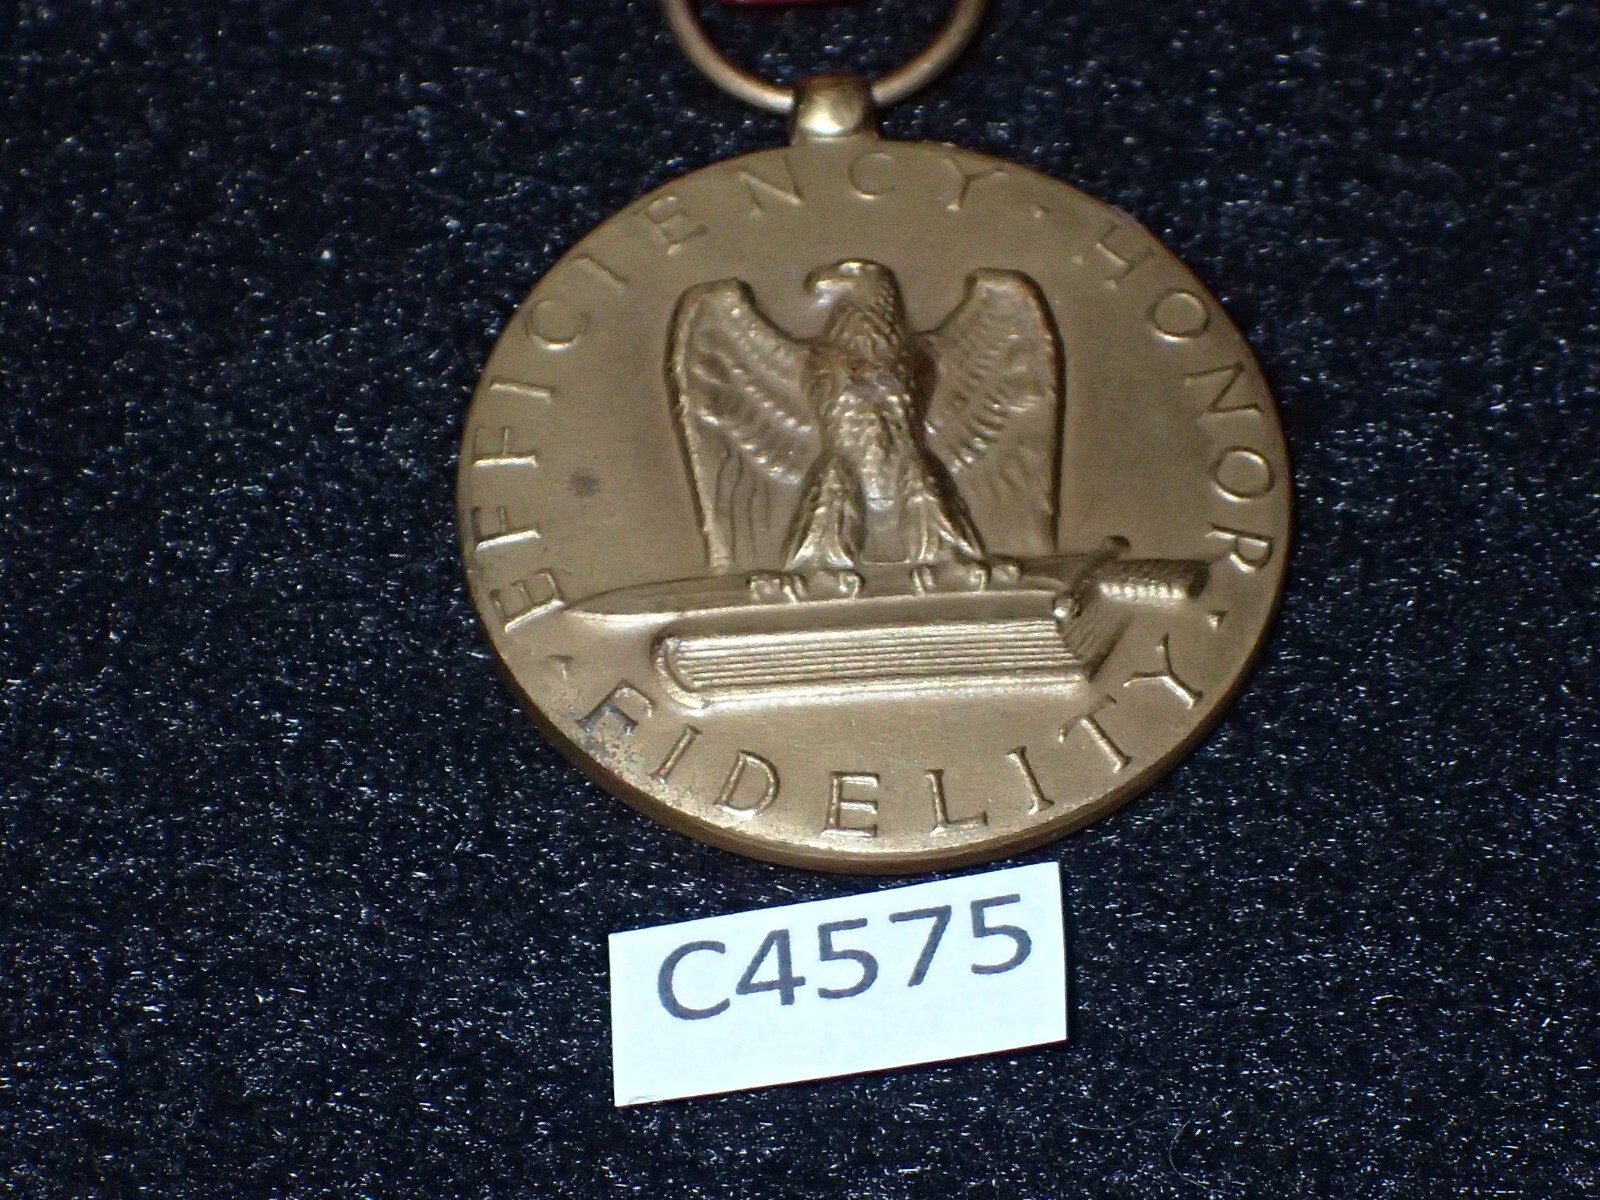 EFFICIENCY · HONOR ·
· FIDELITY
C4575